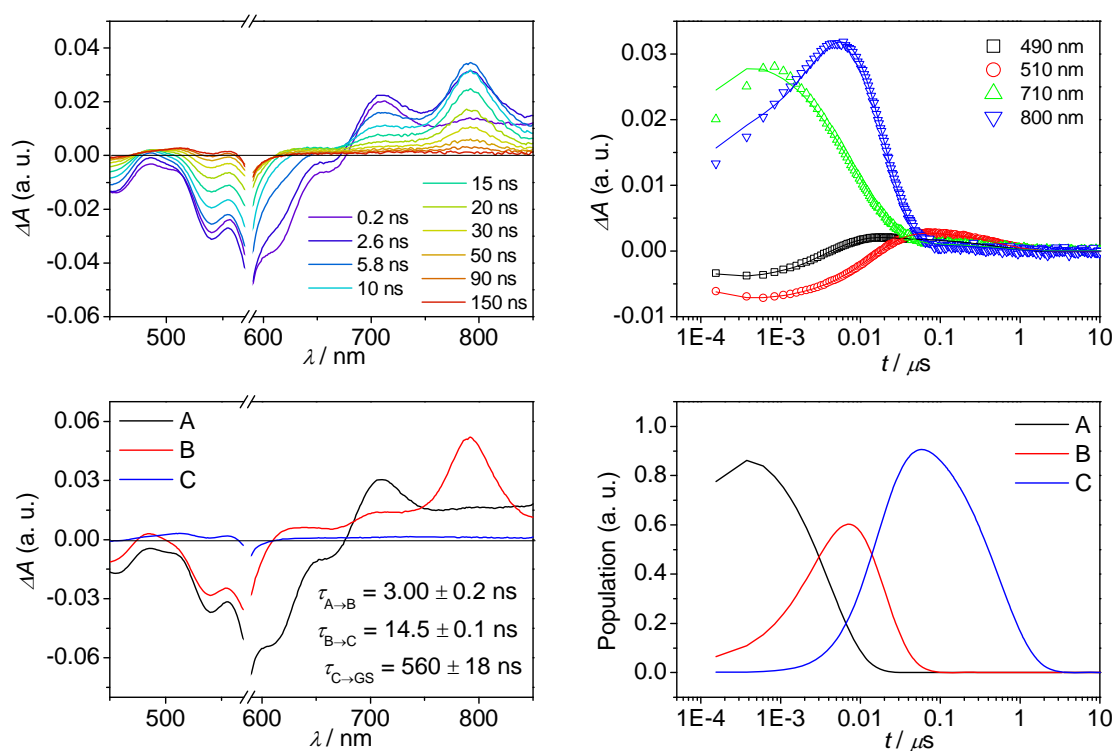 0.04
0.02
0.00
-0.02
-0.04
-0.06
ΔA (a. u.)
15 ns
20 ns
0.2 ns
30 ns
2.6 ns
50 ns
5.8 ns
90 ns
10 ns
150 ns
500
600
700
800
λ / nm
0.03
0.02
0.01
0.00
-0.01
ΔA (a. u.)
490 nm
510 nm
710 nm
800 nm
1E-4
1E-3
0.01
0.1
1
10
t / μs
0.06
0.03
0.00
-0.03
-0.06
ΔA (a. u.)
A
B
C
τA→B = 3.00 ± 0.2 ns
τB→C = 14.5 ± 0.1 ns
τC→GS = 560 ± 18 ns
500
600
700
800
λ / nm
1.0
0.8
0.6
0.4
0.2
0.0
Population (a. u.)
A
B
C
1E-4
1E-3
0.01
0.1
1
10
t / μs